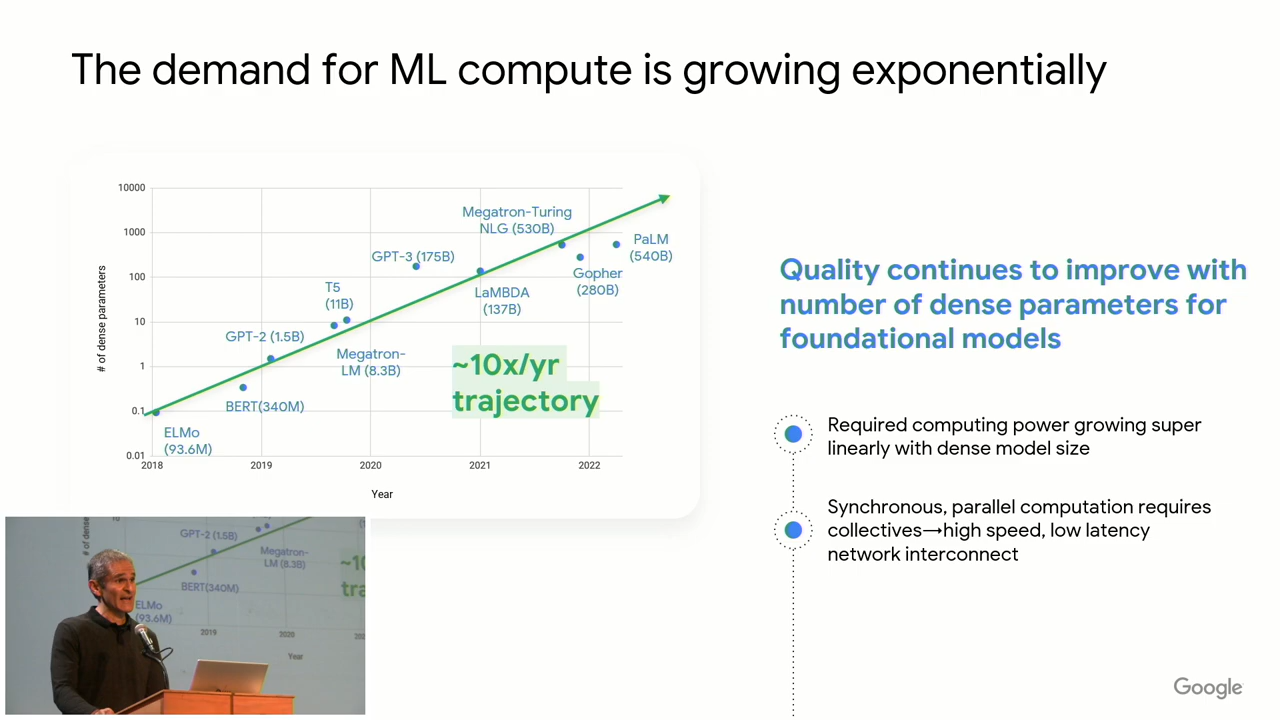 The demand for ML compute is growing exponentially
10000
1000
100
10
1
0.1
0.01
# of dense parameters
2018
2019
2020
2021
2022
Year
ELMo
(93.6M)
BERT(340M)
GPT-2 (1.5B)
Megatron-
LM (8.3B)
T5
(11B)
GPT-3 (175B)
LaMBDA
(137B)
Megatron-Turing
NLG (530B)
Gopher
(280B)
PaLM
(540B)
~10x/yr
trajectory
Quality continues to improve with
number of dense parameters for
foundational models
Required computing power growing super
linearly with dense model size
Synchronous, parallel computation requires
collectives→high speed, low latency
network interconnect
# of dense
10
GPT-2 (1.5B)
Megatron-
LM (8.3B)
BERT(340M)
ELMo
(93.6M)
2019
2020
Year
Google